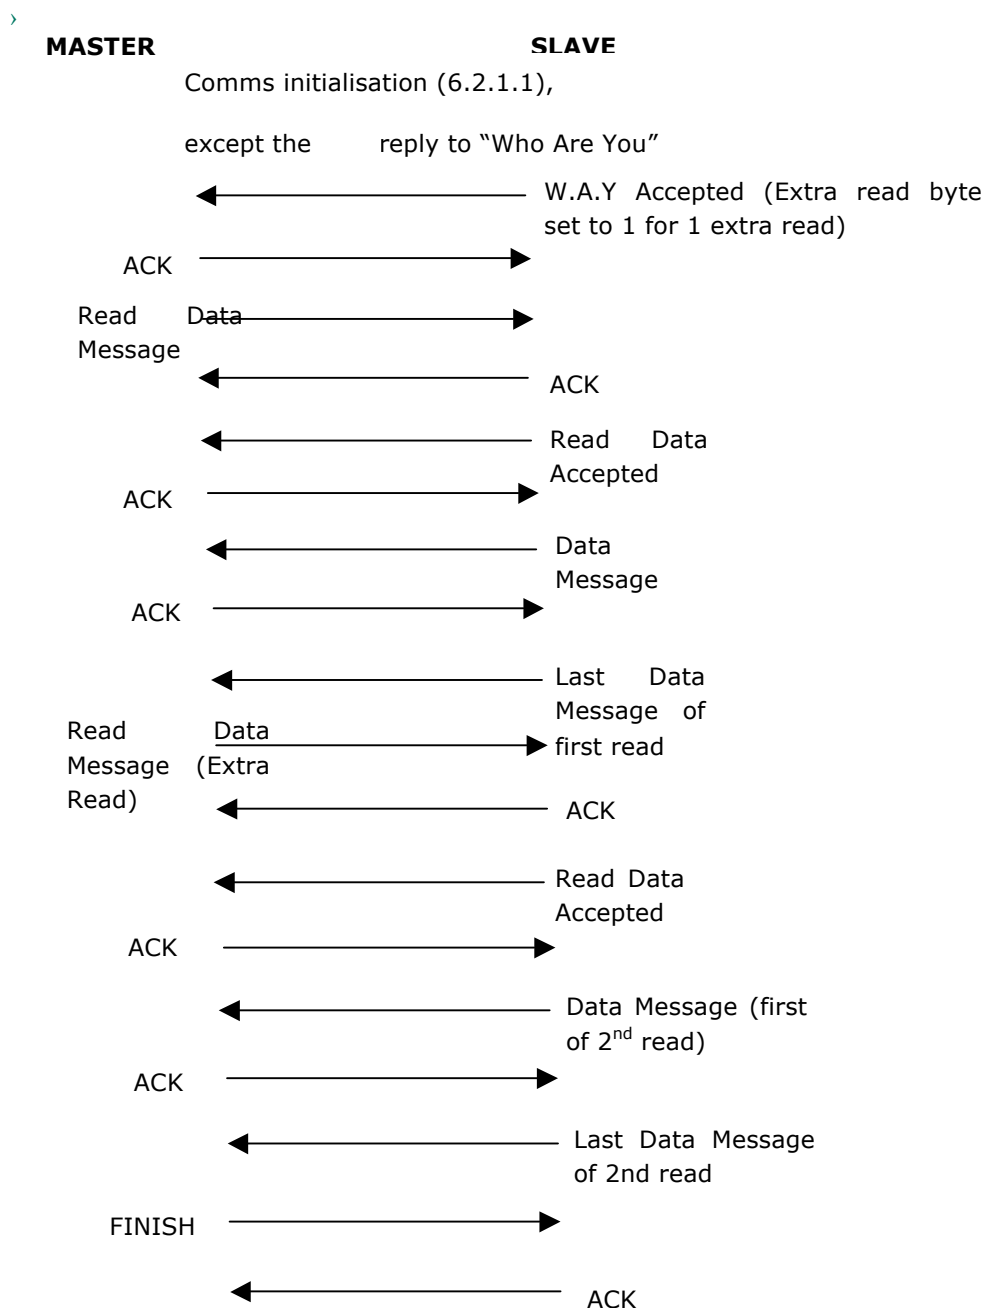 ›
MASTER SLAVE
Comms initialisation (6.2.1.1),
except the reply to “Who Are You”
W.A.Y Accepted (Extra read byte
set to 1 for 1 extra read)
ACK
Read Data
Message
ACK
Read Data
Accepted
ACK
Data
Message
ACK
Last Data
Message of
first read
Read Data
Message (Extra
Read)
ACK
Read Data
Accepted
ACK
Data Message (first
of 2nd read)
ACK
Last Data Message
of 2nd read
FINISH
ACK